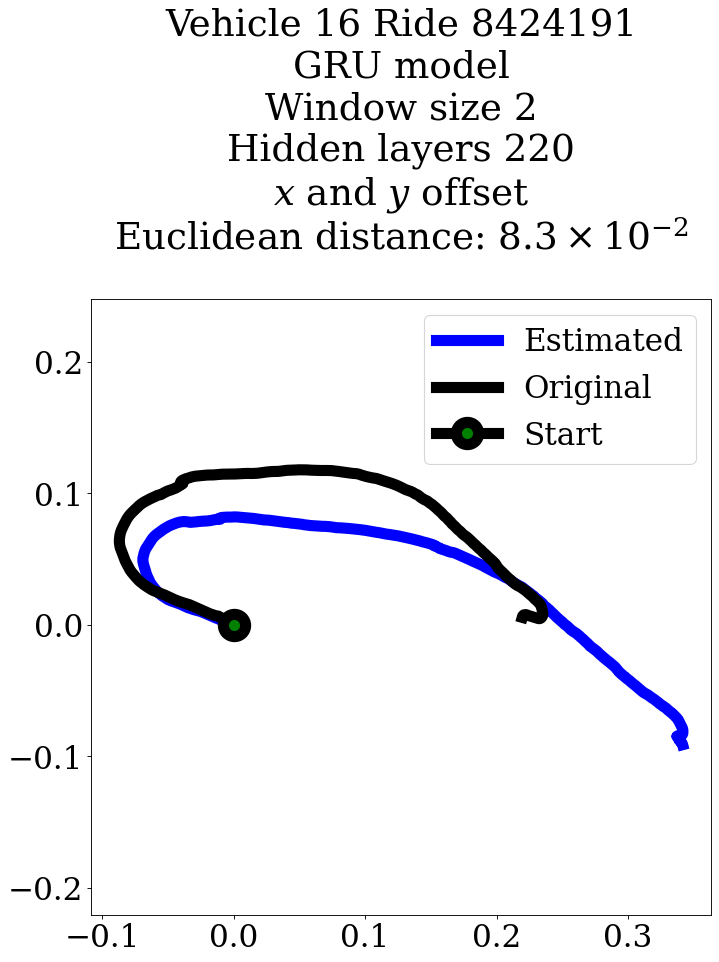 Vehicle 16 Ride 8424191
GRU model
Window size 2
Hidden layers 220
x and y offset
Euclidean distance: 8.3 × 10⁻²
Estimated
Original
Start
0.2
0.1
0.0
−0.1
−0.2
−0.1 0.0 0.1 0.2 0.3